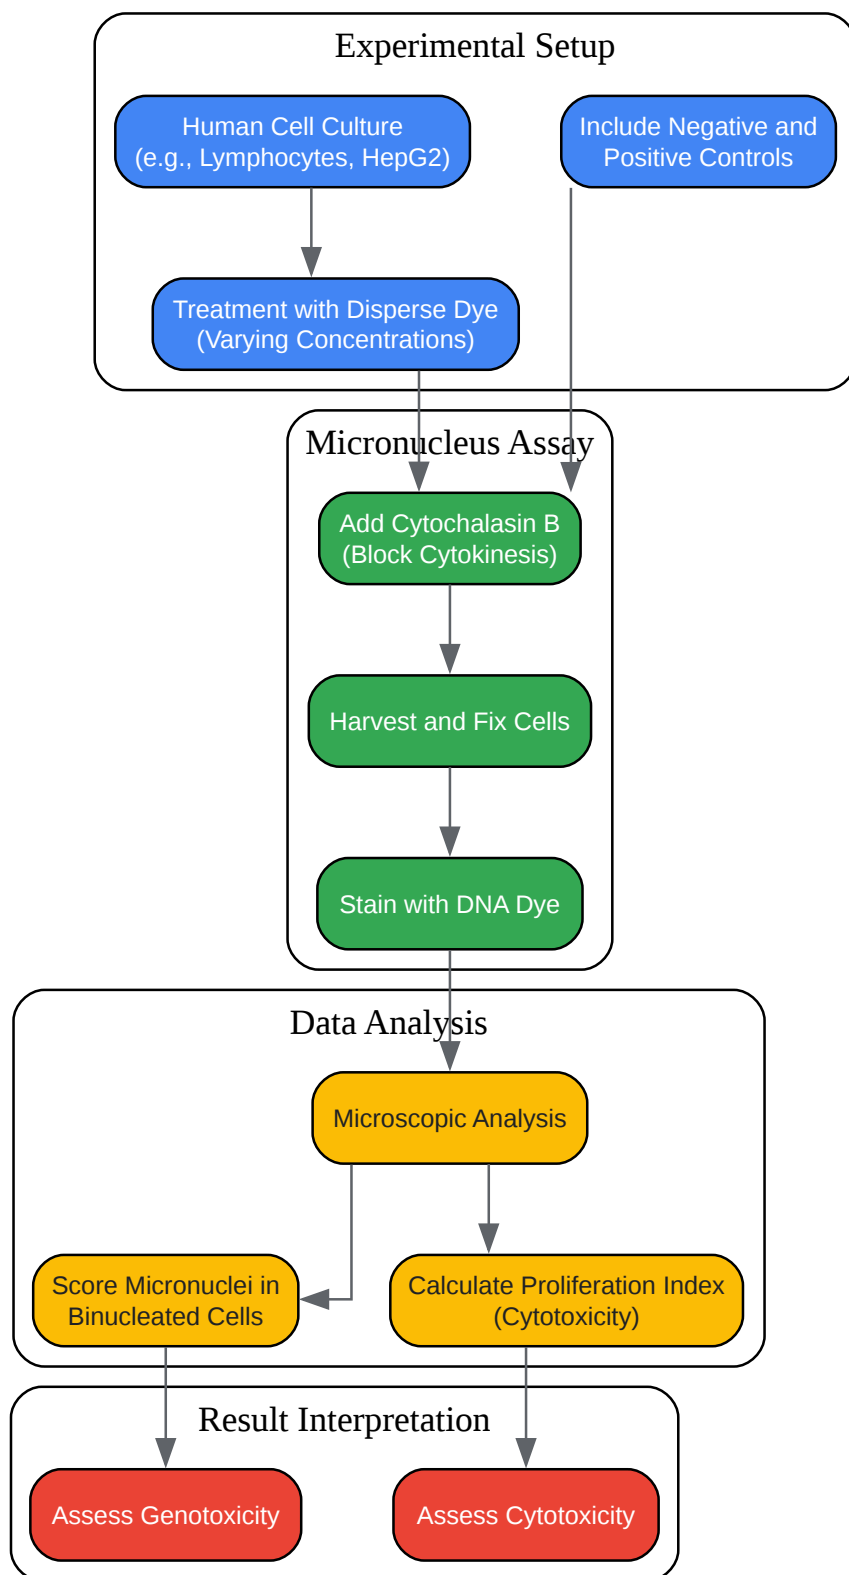 Experimental Setup
Human Cell Culture
(e.g., Lymphocytes, HepG2)
Include Negative and
Positive Controls
Treatment with Disperse Dye
(Varying Concentrations)
Micronucleus Assay
Add Cytochalasin B
(Block Cytokinesis)
Harvest and Fix Cells
Stain with DNA Dye
Data Analysis
Microscopic Analysis
Score Micronuclei in
Binucleated Cells
Calculate Proliferation Index
(Cytotoxicity)
Result Interpretation
Assess Genotoxicity
Assess Cytotoxicity